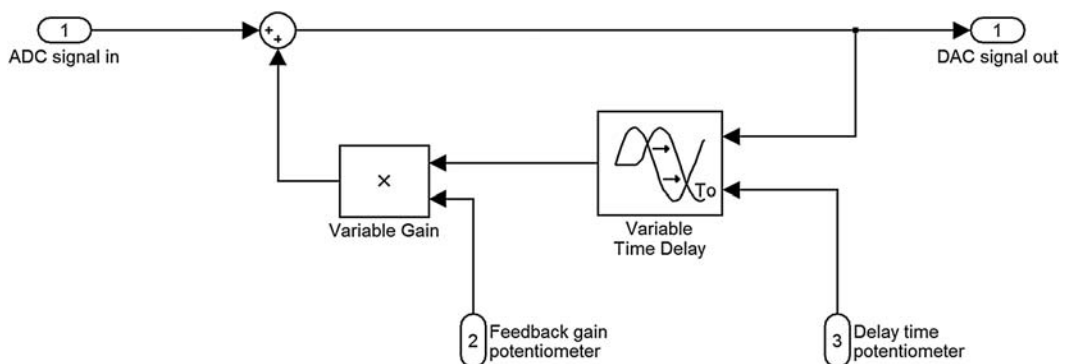 1
ADC signal in
+
+
1
DAC signal out
To
Variable
Time Delay
×
Variable Gain
2
Feedback gain
potentiometer
3
Delay time
potentiometer